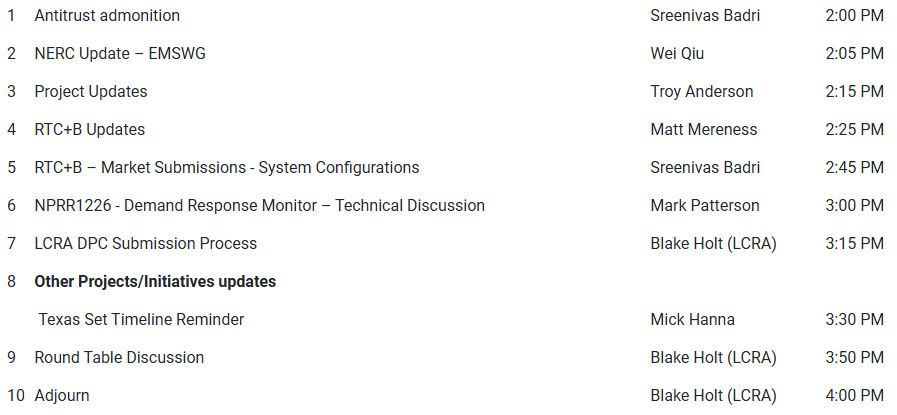 1 Antitrust admonition Sreenivas Badri 2:00 PM
2 NERC Update – EMSWG Wei Qiu 2:05 PM
3 Project Updates Troy Anderson 2:15 PM
4 RTC+B Updates Matt Mereness 2:25 PM
5 RTC+B – Market Submissions - System Configurations Sreenivas Badri 2:45 PM
6 NPRR1226 - Demand Response Monitor – Technical Discussion Mark Patterson 3:00 PM
7 LCRA DPC Submission Process Blake Holt (LCRA) 3:15 PM
8 Other Projects/Initiatives updates
Texas Set Timeline Reminder Mick Hanna 3:30 PM
9 Round Table Discussion Blake Holt (LCRA) 3:50 PM
10 Adjourn Blake Holt (LCRA) 4:00 PM